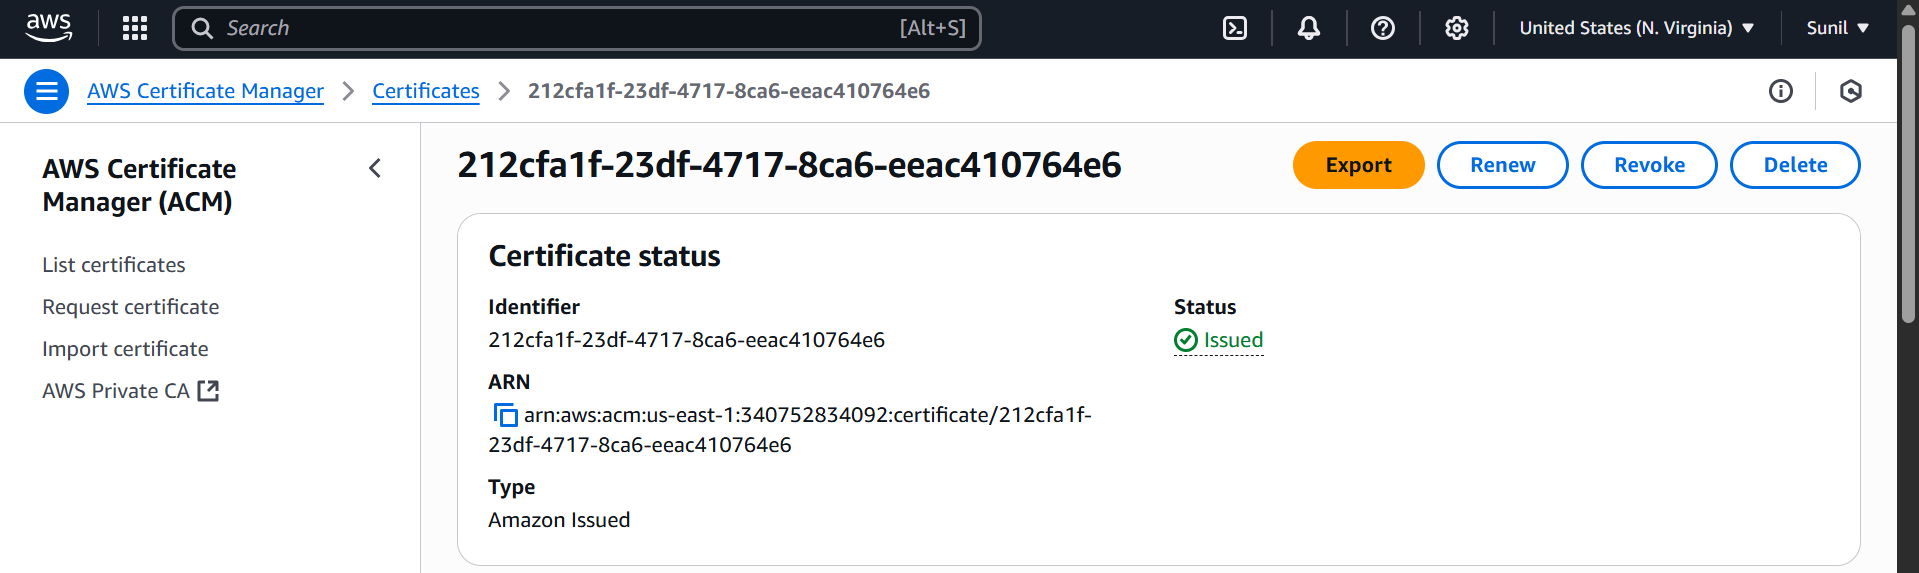 aws
Search [Alt+S]
United States (N. Virginia)
Sunil
AWS Certificate Manager
Certificates
212cfa1f-23df-4717-8ca6-eeac410764e6
AWS Certificate
Manager (ACM)
List certificates
Request certificate
Import certificate
AWS Private CA
212cfa1f-23df-4717-8ca6-eeac410764e6
Export
Renew
Revoke
Delete
Certificate status
Identifier
212cfa1f-23df-4717-8ca6-eeac410764e6
Status
Issued
ARN
arn:aws:acm:us-east-1:340752834092:certificate/212cfa1f-
23df-4717-8ca6-eeac410764e6
Type
Amazon Issued